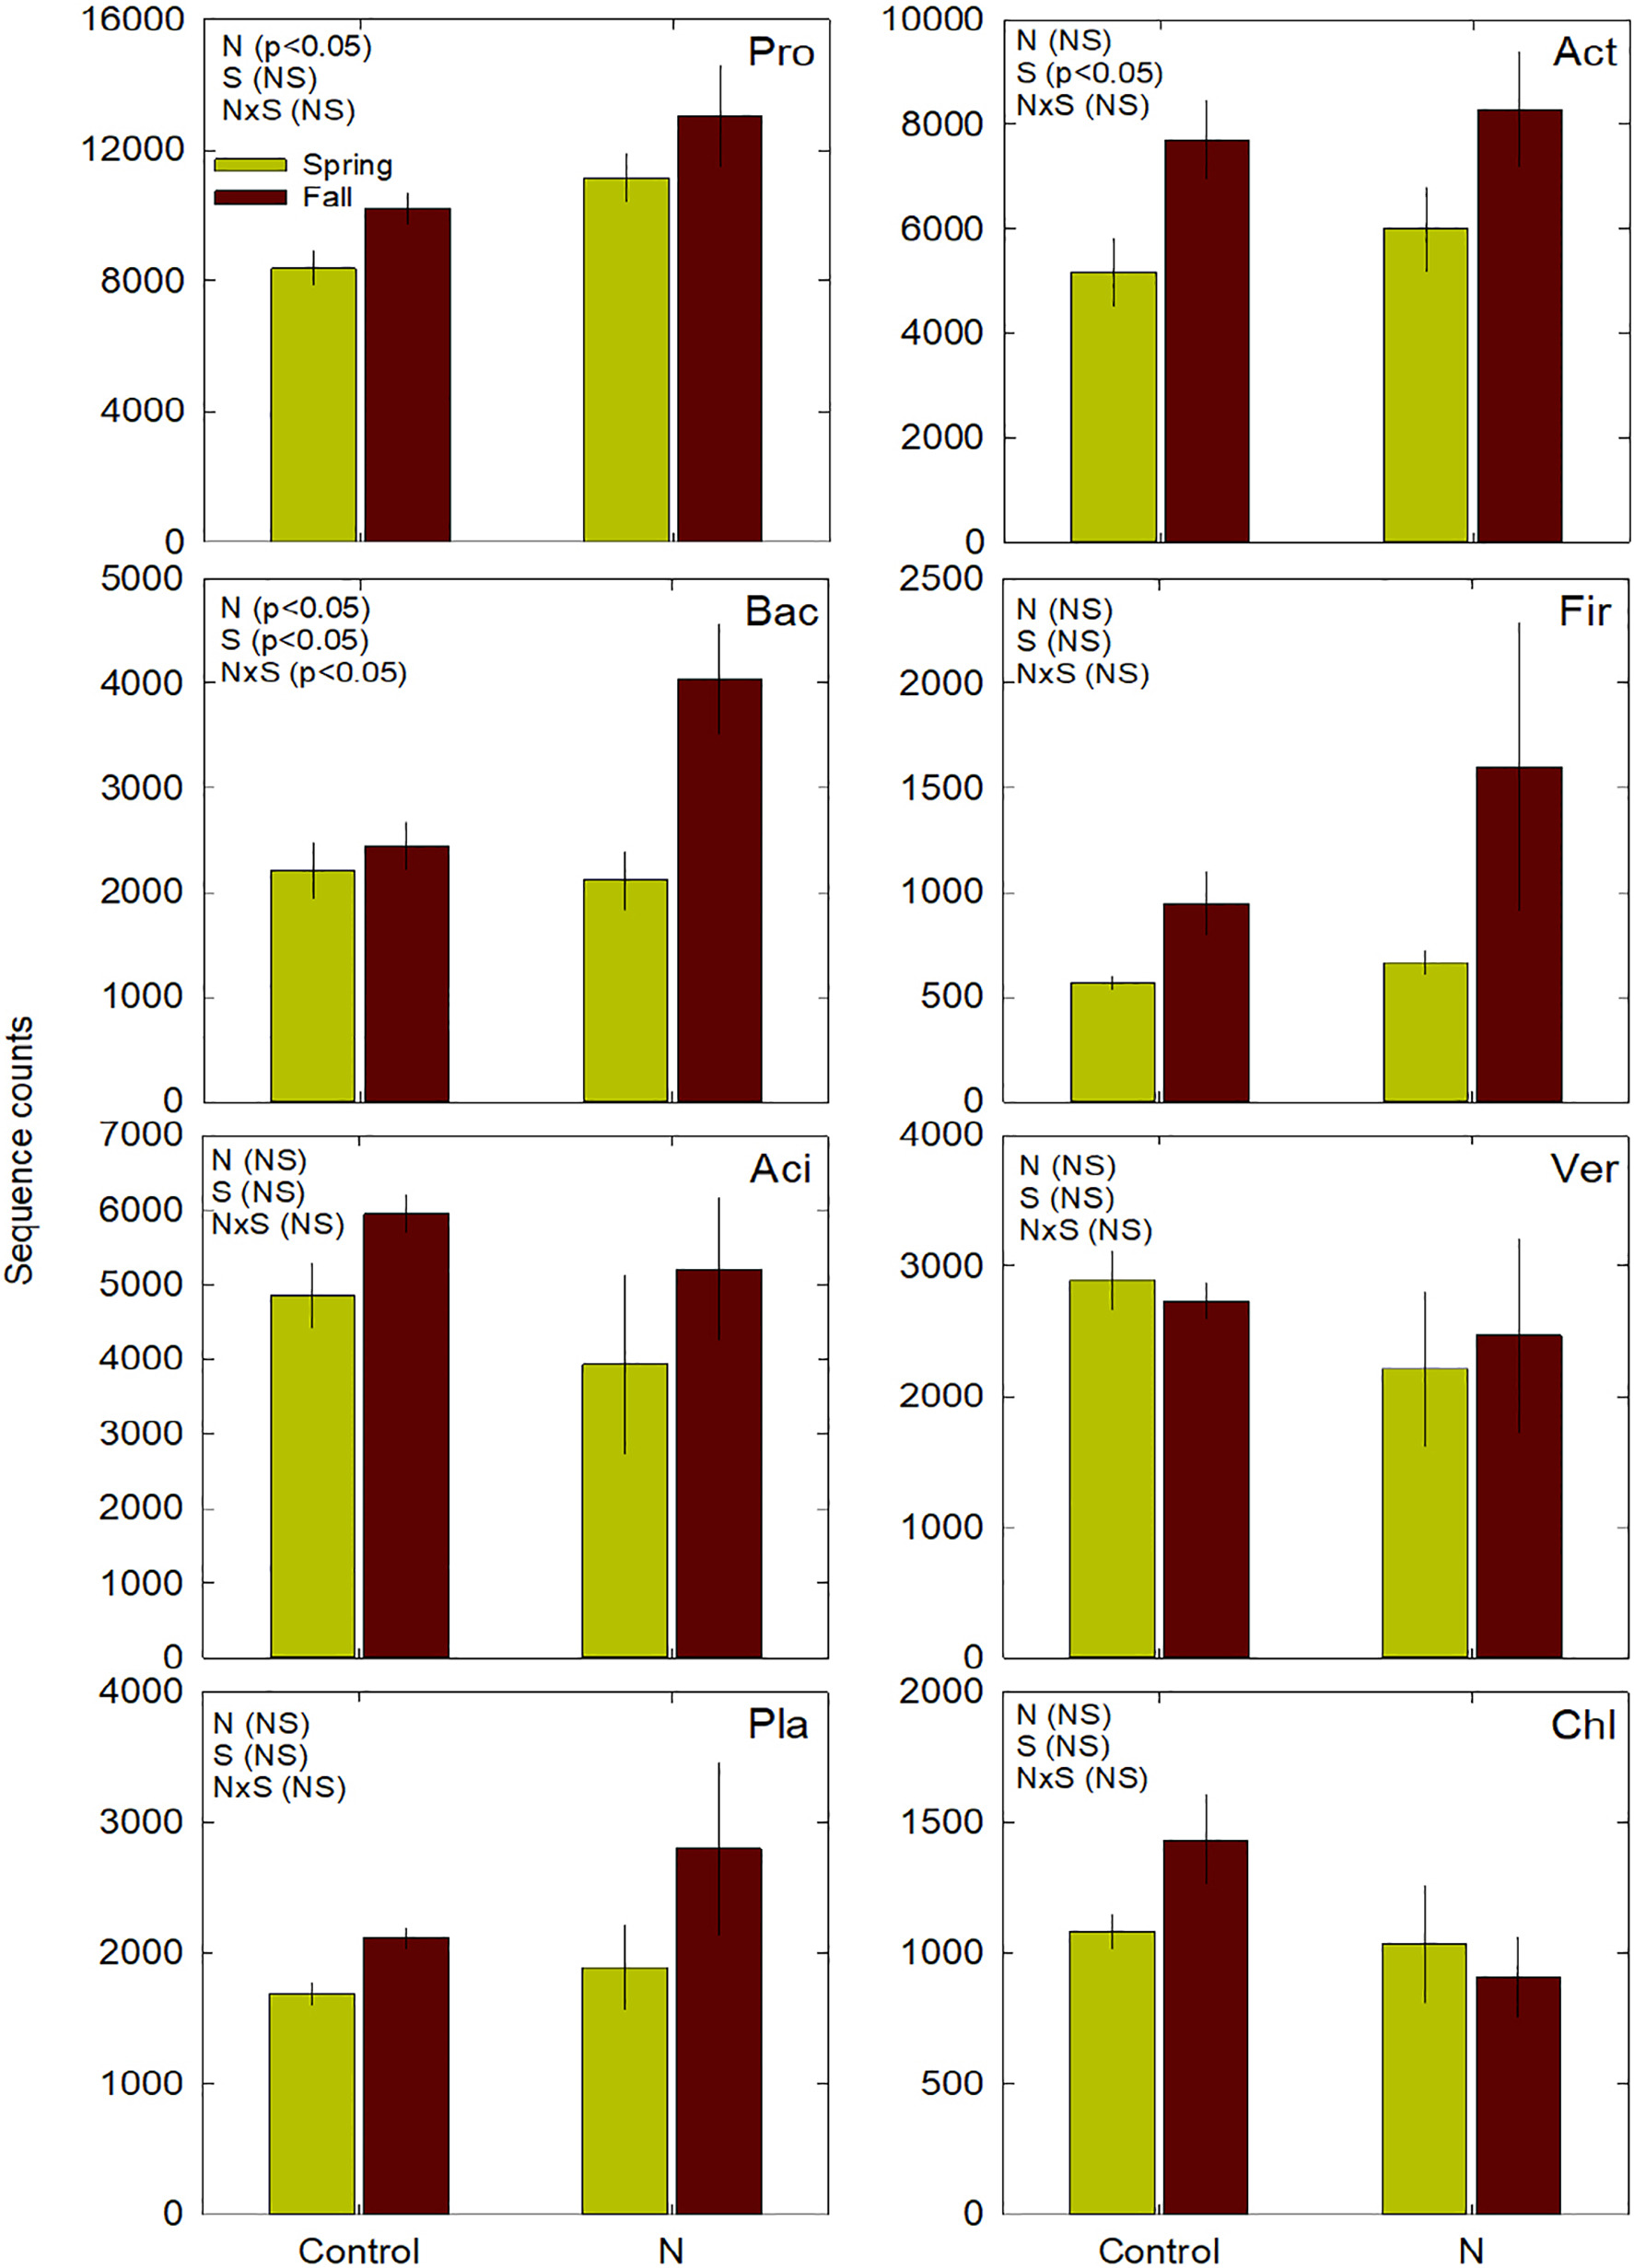 Sequence counts
16000
12000
8000
4000
0
N (p<0.05)
S (NS)
NxS (NS)
Pro
Spring
Fall
10000
8000
6000
4000
2000
0
N (NS)
S (p<0.05)
NxS (NS)
Act
5000
4000
3000
2000
1000
0
N (p<0.05)
S (p<0.05)
NxS (p<0.05)
Bac
2500
2000
1500
1000
500
0
N (NS)
S (NS)
NxS (NS)
Fir
7000
6000
5000
4000
3000
2000
1000
0
N (NS)
S (NS)
NxS (NS)
Aci
4000
3000
2000
1000
0
N (NS)
S (NS)
NxS (NS)
Ver
4000
3000
2000
1000
0
N (NS)
S (NS)
NxS (NS)
Pla
Control N
2000
1500
1000
500
0
N (NS)
S (NS)
NxS (NS)
Chl
Control N